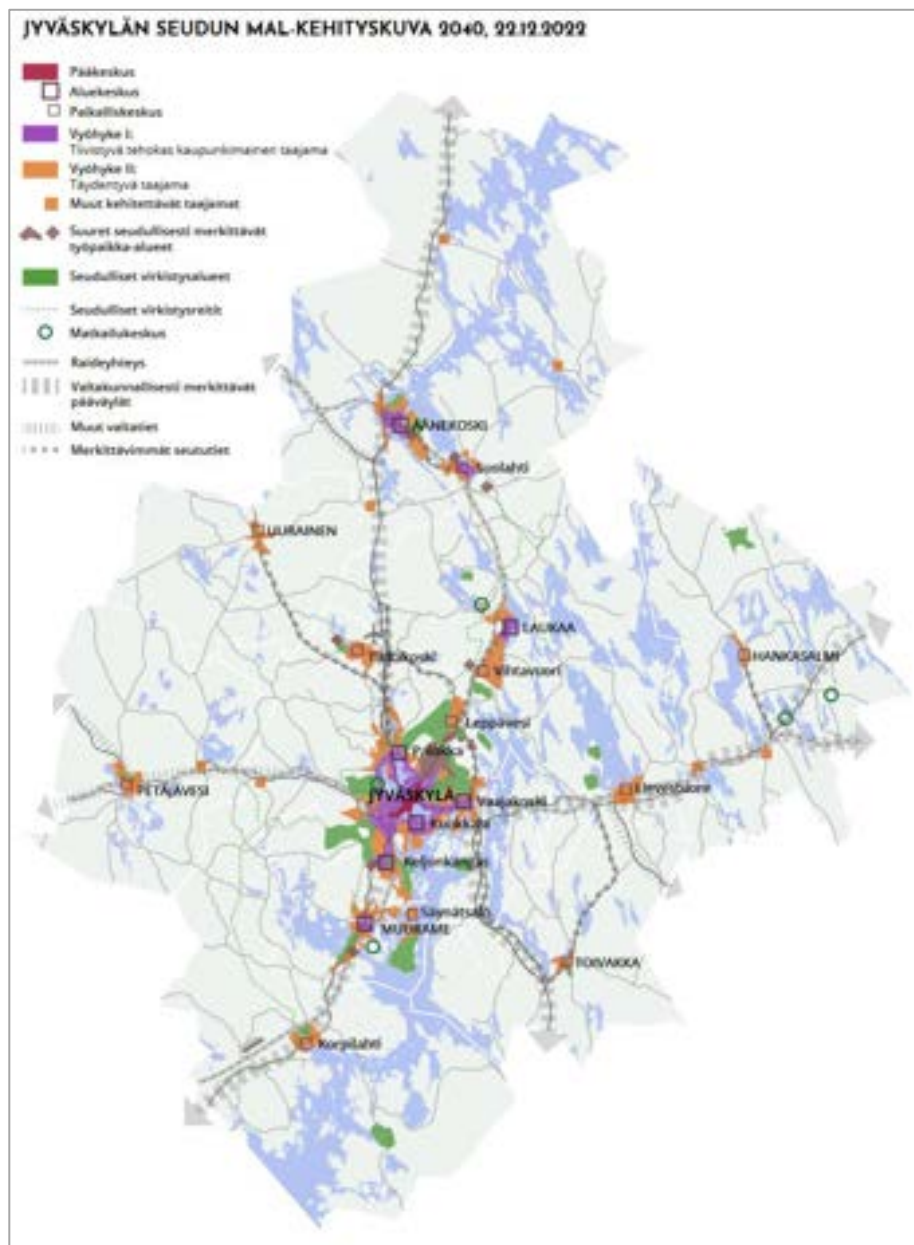 JYVÄSKYLÄN SEUDUN MAL-KEHITYSKUVA 2040, 22.12.2022
Pääkeskus
Aluekeskus
Paikalliskeskus
Vyöhyke I:
Tiivistyvä tehokas kaupunkimainen taajama
Vyöhyke II:
Täydentyvä taajama
Muut kehitettävät taajamat
Suuret seudullisesti merkittävät
työpaikka-alueet
Seudulliset virkistysalueet
Seudulliset virkistysreitit
Matkailukeskus
Raideyhteys
Valtakunnallisesti merkittävät
pääväylät
Muut valtatiet
Merkittävimmät seututiet
ÄÄNEKOSKI
Suolahti
UURAINEN
LAUKAA
HANKASALMI
Vihtavuori
Leppävesi
Palokka
PETÄJÄVESI
JYVÄSKYLÄ
Vaajakoski
Lievestuore
Kuokkala
Keljonkangas
Säynätsalo
MUURAME
TOIVAKKA
Korpilahti